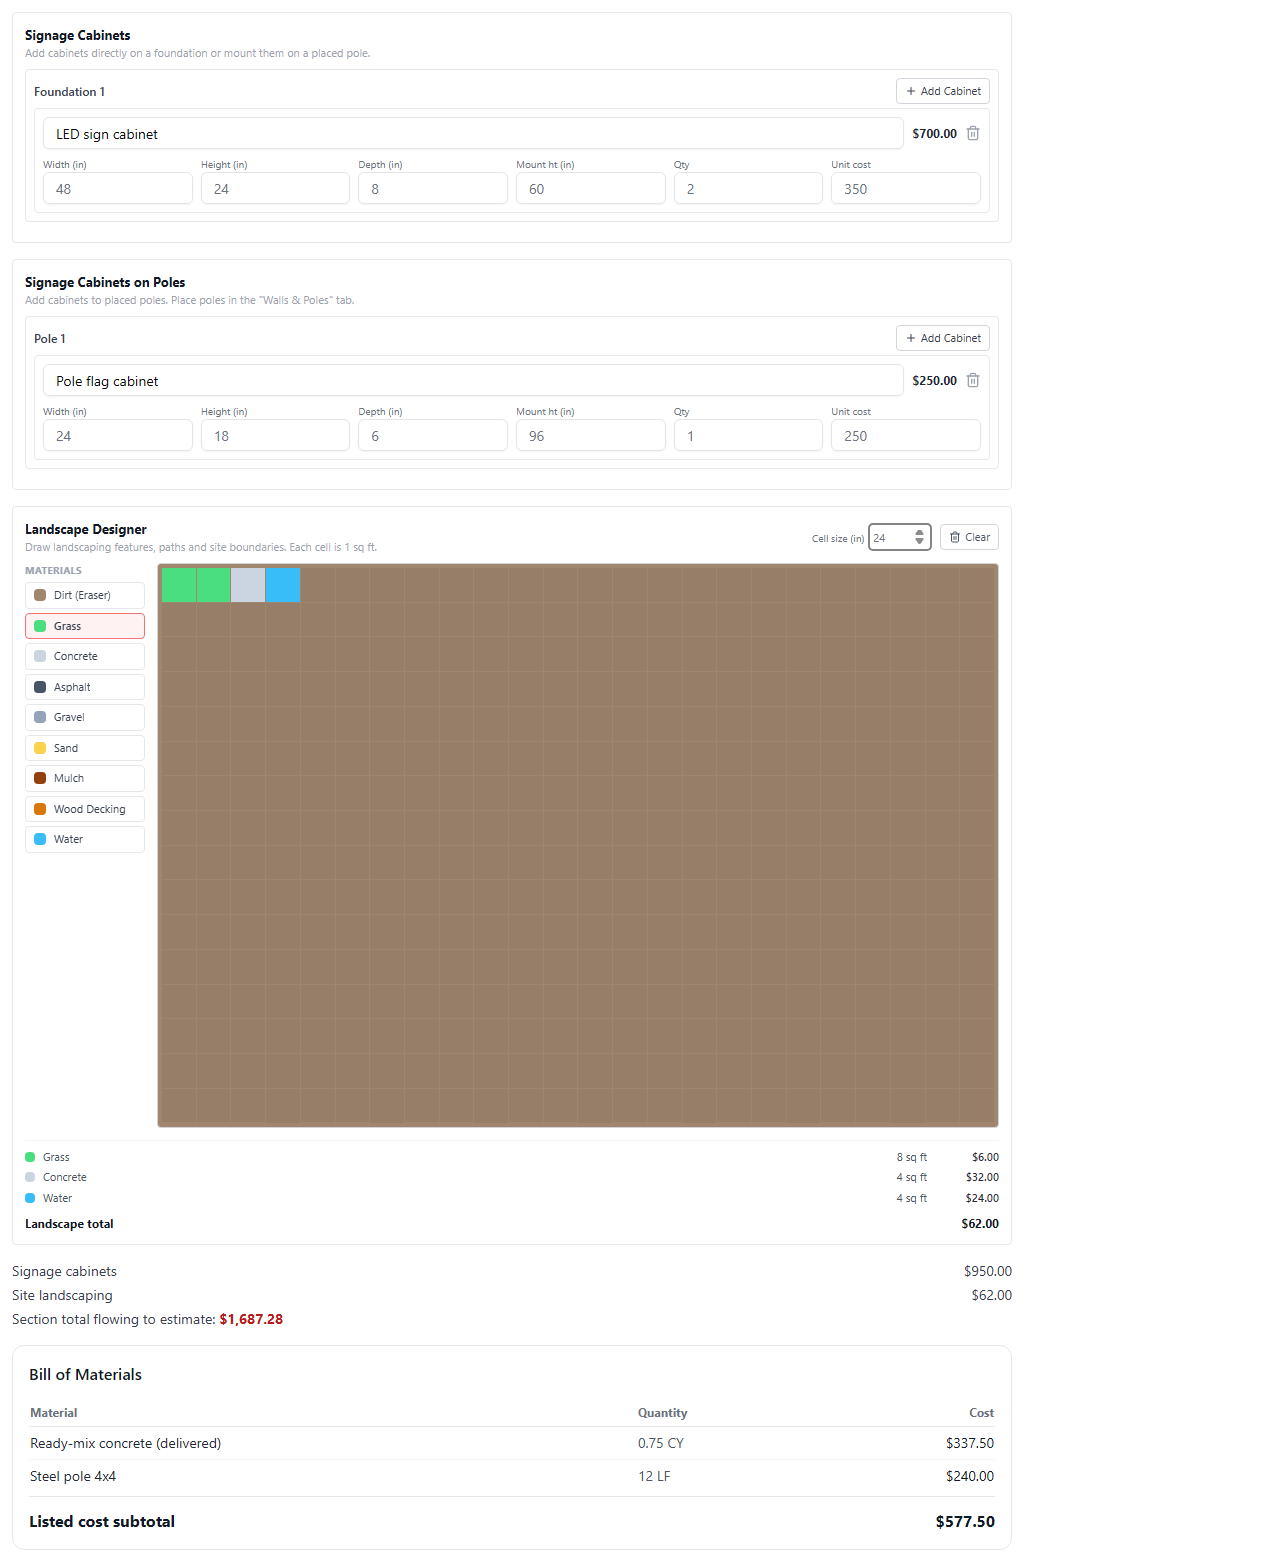 Signage Cabinets
Add cabinets directly on a foundation or mount them on a placed pole.
Foundation 1
+ Add Cabinet
LED sign cabinet
$700.00
Width (in) Height (in) Depth (in) Mount ht (in) Qty Unit cost
48 24 8 60 2 350
Signage Cabinets on Poles
Add cabinets to placed poles. Place poles in the "Walls & Poles" tab.
Pole 1
+ Add Cabinet
Pole flag cabinet
$250.00
Width (in) Height (in) Depth (in) Mount ht (in) Qty Unit cost
24 18 6 96 1 250
Landscape Designer
Draw landscaping features, paths and site boundaries. Each cell is 1 sq ft.
Cell size (in) 24 Clear
MATERIALS
Dirt (Eraser)
Grass
Concrete
Asphalt
Gravel
Sand
Mulch
Wood Decking
Water
Grass 8 sq ft $6.00
Concrete 4 sq ft $32.00
Water 4 sq ft $24.00
Landscape total $62.00
Signage cabinets $950.00
Site landscaping $62.00
Section total flowing to estimate: $1,687.28
Bill of Materials
Material Quantity Cost
Ready-mix concrete (delivered) 0.75 CY $337.50
Steel pole 4x4 12 LF $240.00
Listed cost subtotal $577.50